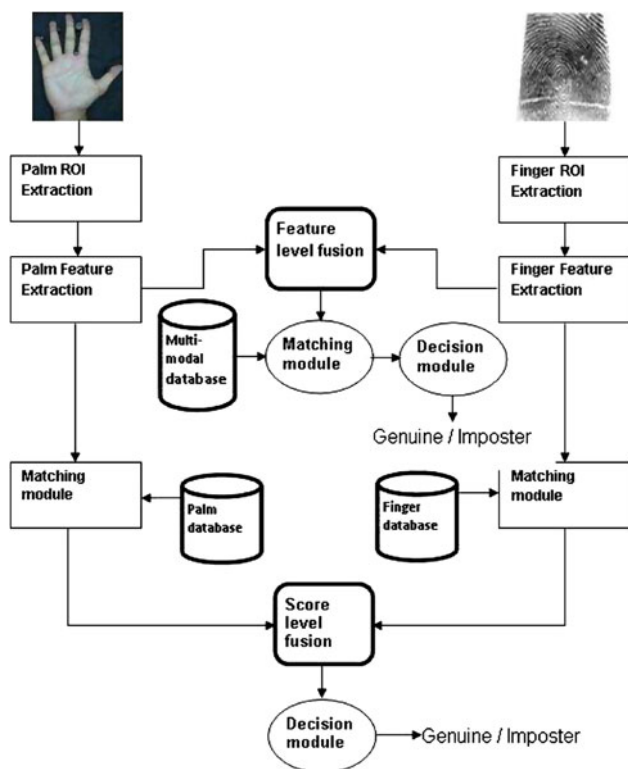 Palm ROI
Extraction
Finger ROI
Extraction
Feature
level fusion
Palm Feature
Extraction
Finger Feature
Extraction
Multi-
modal
database
Matching
module
Decision
module
Genuine / Imposter
Matching
module
Palm
database
Finger
database
Matching
module
Score
level
fusion
Decision
module
Genuine / Imposter